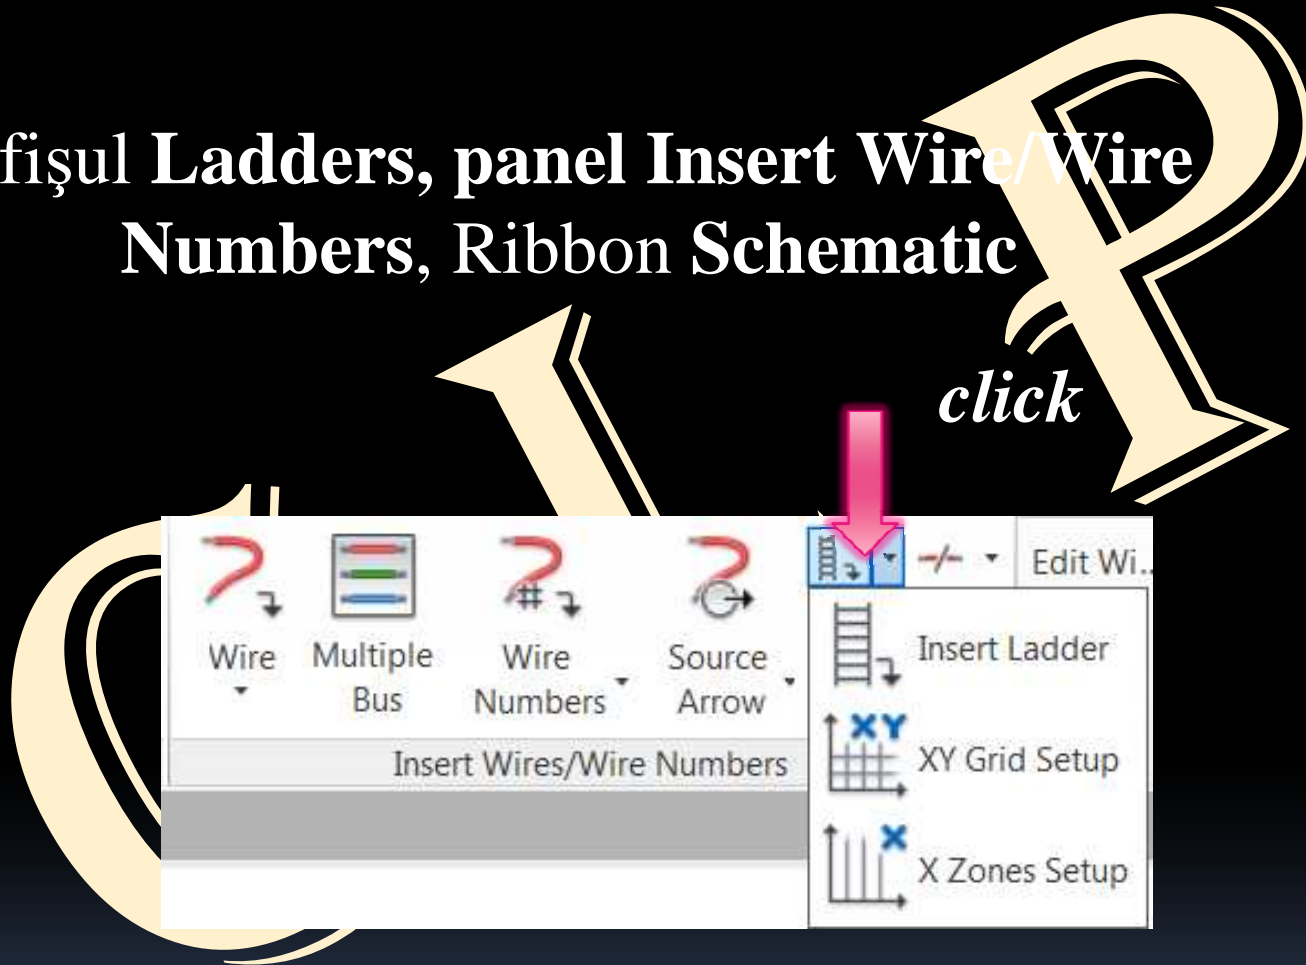 fişul Ladders, panel Insert Wire/Wire
Numbers, Ribbon Schematic
click
Wire
Multiple
Bus
Wire
Numbers
Source
Arrow
Edit Wi...
Insert Wires/Wire Numbers
Insert Ladder
XY
XY Grid Setup
X
X Zones Setup